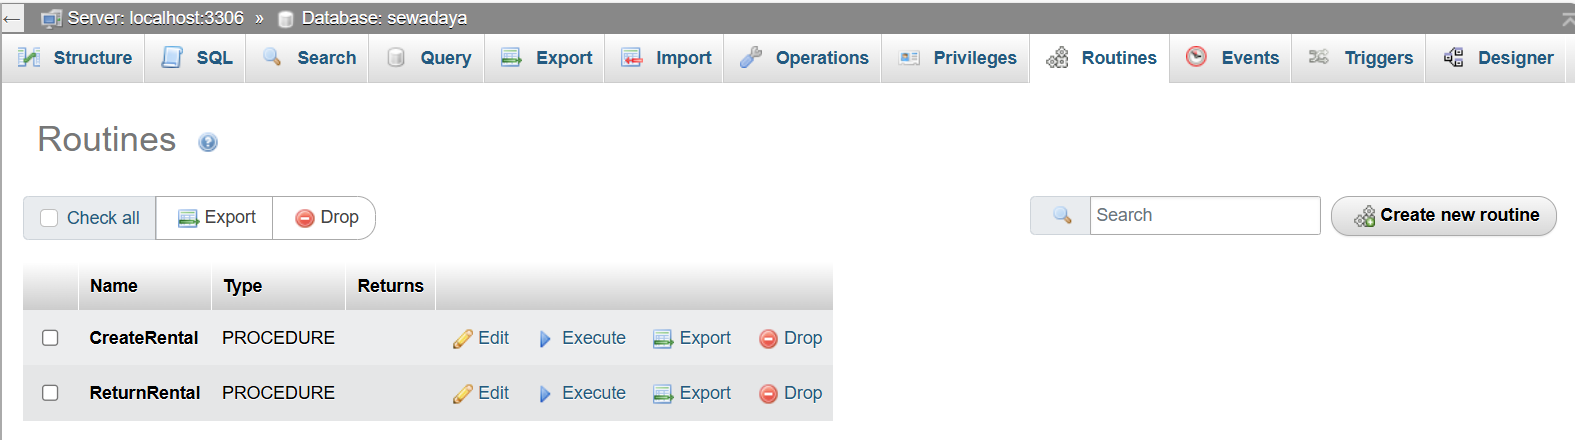 Server: localhost:3306 » Database: sewadaya
Structure SQL Search Query Export Import Operations Privileges Routines Events Triggers Designer
Routines
Check all Export Drop Search Create new routine
Name Type Returns
CreateRental PROCEDURE Edit Execute Export Drop
ReturnRental PROCEDURE Edit Execute Export Drop